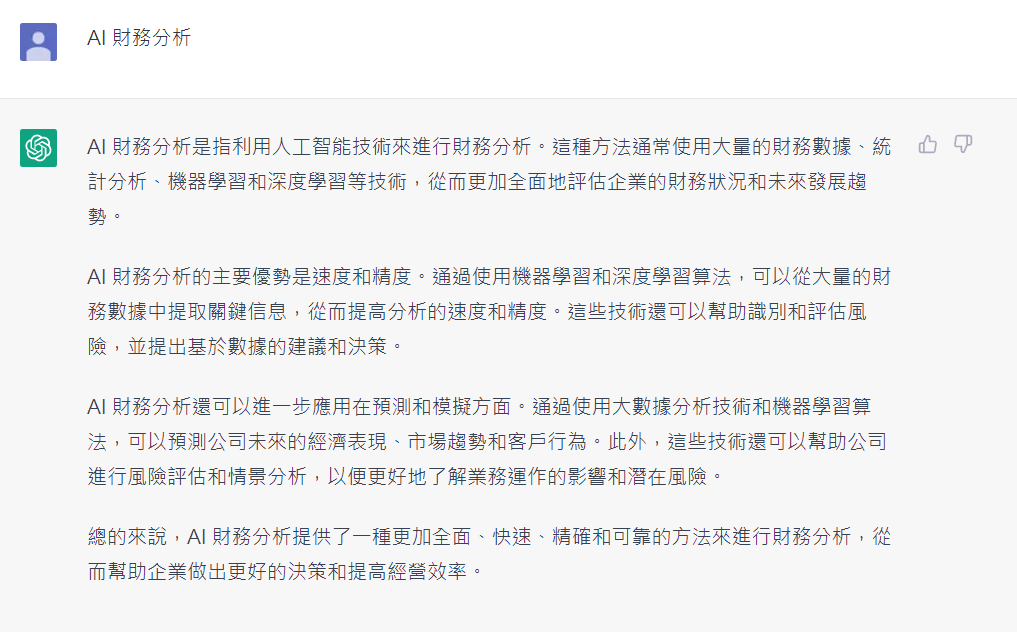 AI 財務分析
AI 財務分析是指利用人工智能技術來進行財務分析。這種方法通常使用大量的財務數據、統
計分析、機器學習和深度學習等技術，從而更加全面地評估企業的財務狀況和未來發展趨
勢。
AI 財務分析的主要優勢是速度和精度。通過使用機器學習和深度學習算法，可以從大量的財
務數據中提取關鍵信息，從而提高分析的速度和精度。這些技術還可以幫助識別和評估風
險，並提出基於數據的建議和決策。
AI 財務分析還可以進一步應用在預測和模擬方面。通過使用大數據分析技術和機器學習算
法，可以預測公司未來的經濟表現、市場趨勢和客戶行為。此外，這些技術還可以幫助公司
進行風險評估和情景分析，以便更好地了解業務運作的影響和潛在風險。
總的來說，AI 財務分析提供了一種更加全面、快速、精確和可靠的方法來進行財務分析，從
而幫助企業做出更好的決策和提高經營效率。